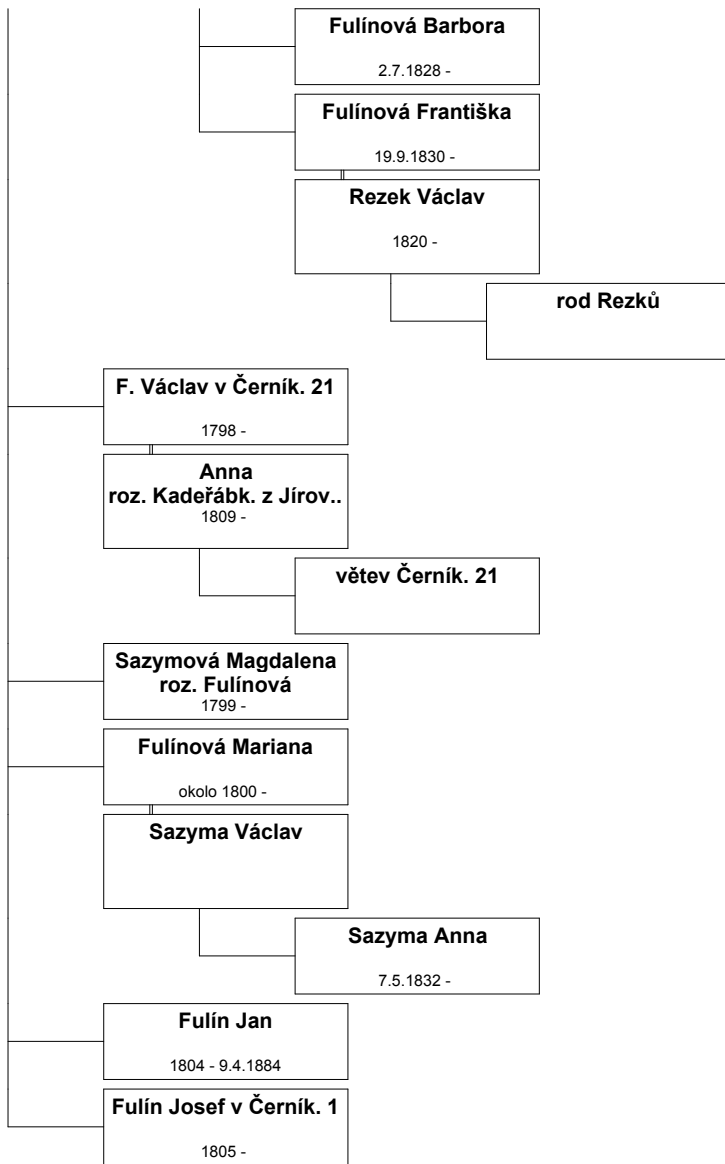 Fulínová Barbora
2.7.1828 -
Fulínová Františka
19.9.1830 -
Rezek Václav
1820 -
rod Rezků
F. Václav v Černík. 21
1798 -
Anna
roz. Kadeřábk. z Jírov..
1809 -
větev Černík. 21
Sazymová Magdalena
roz. Fulínová
1799 -
Fulínová Mariana
okolo 1800 -
Sazyma Václav
Sazyma Anna
7.5.1832 -
Fulín Jan
1804 - 9.4.1884
Fulín Josef v Černík. 1
1805 -